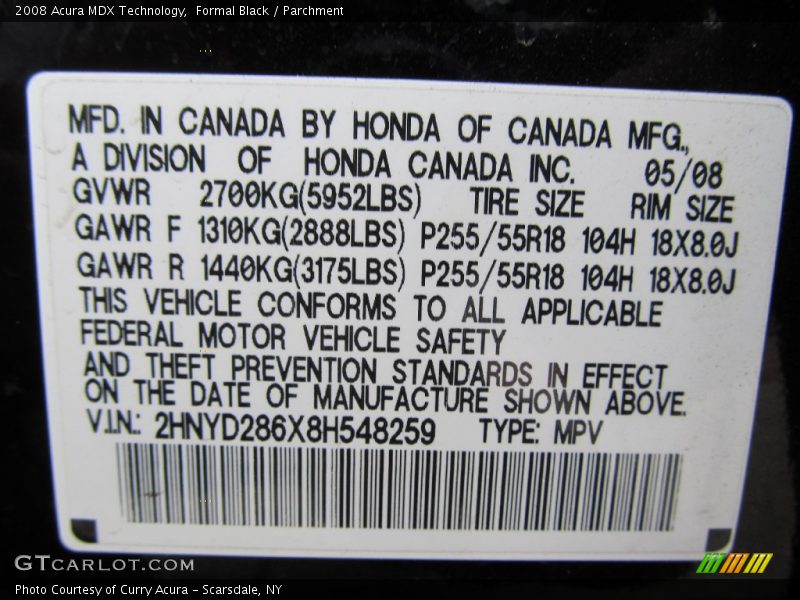 2008 Acura MDX Technology,  Formal Black / Parchment
MFD. IN CANADA BY HONDA OF CANADA MFG.,
A DIVISION OF HONDA CANADA INC. 05/08
GVWR 2700KG(5952LBS) TIRE SIZE RIM SIZE
GAWR F 1310KG(2888LBS) P255/55R18 104H 18X8.0J
GAWR R 1440KG(3175LBS) P255/55R18 104H 18X8.0J
THIS VEHICLE CONFORMS TO ALL APPLICABLE
FEDERAL MOTOR VEHICLE SAFETY
AND THEFT PREVENTION STANDARDS IN EFFECT
ON THE DATE OF MANUFACTURE SHOWN ABOVE.
V.I.N.: 2HNYD286X8H548259 TYPE: MPV
GTCARLOT.COM
Photo Courtesy of Curry Acura - Scarsdale, NY